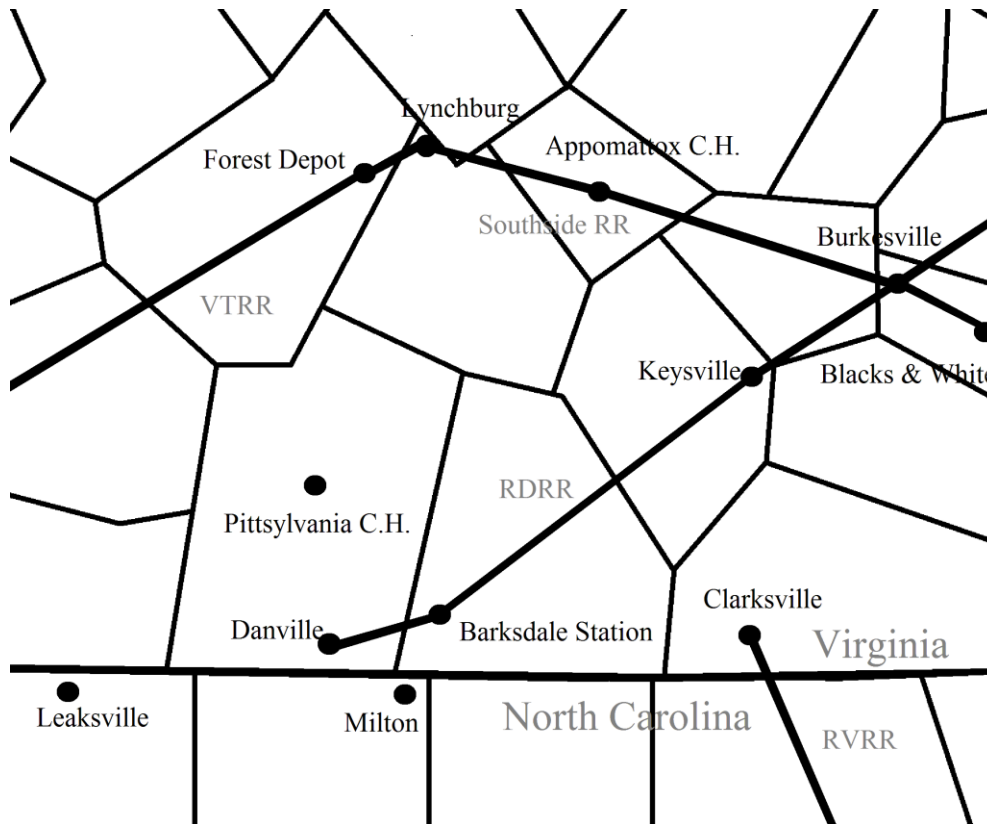 Lynchburg
Forest Depot
Appomattox C.H.
Southside RR
Burkesville
VTRR
Keysville
Blacks & White
RDRR
Pittsylvania C.H.
Clarksville
Danville
Barksdale Station
Virginia
Leaksville
Milton
North Carolina
RVRR